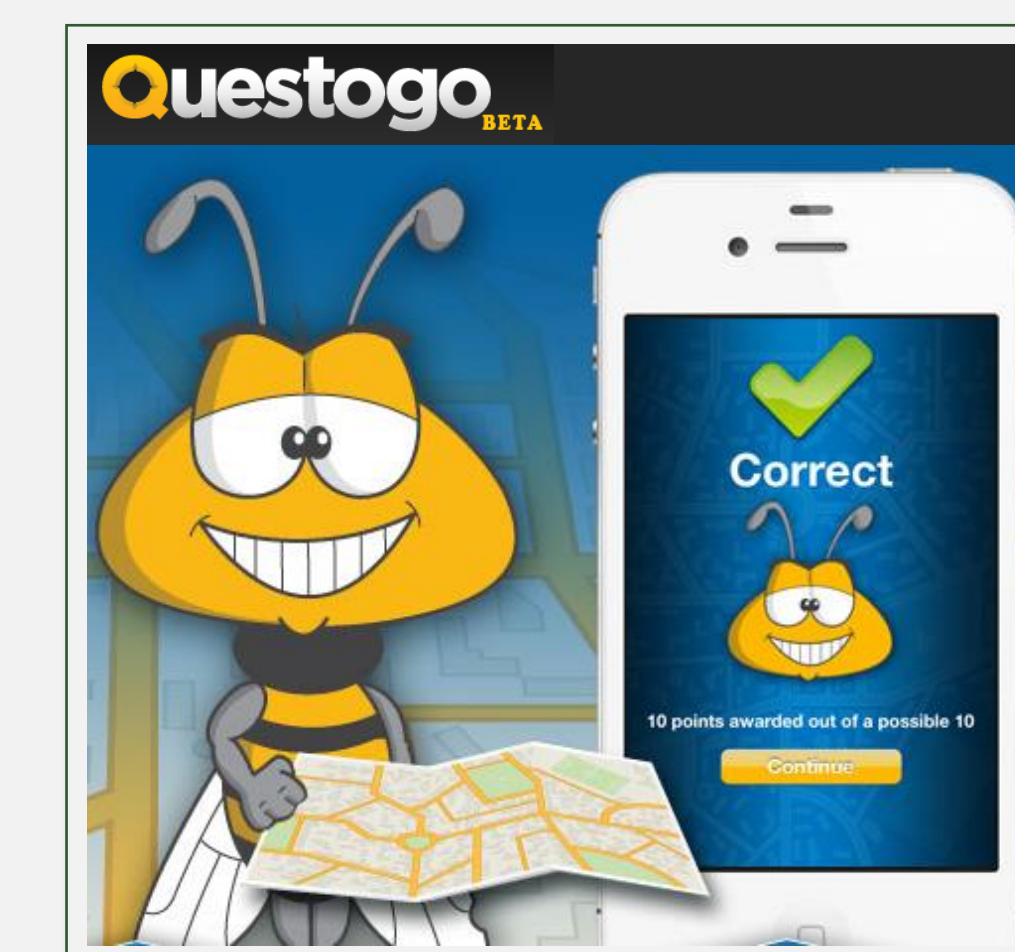 Questogo
BETA
Correct
10 points awarded out of a possible 10
Continue